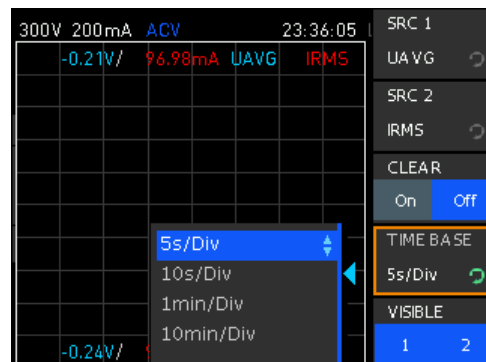 300V 200mA ACV 23:36:05
-0.21V/ 96.98mA UAVG IRMS
SRC 1
UAVG
SRC 2
IRMS
CLEAR
On Off
TIME BASE
5s/Div
VISIBLE
1 2
5s/Div
10s/Div
1min/Div
10min/Div
-0.24V/